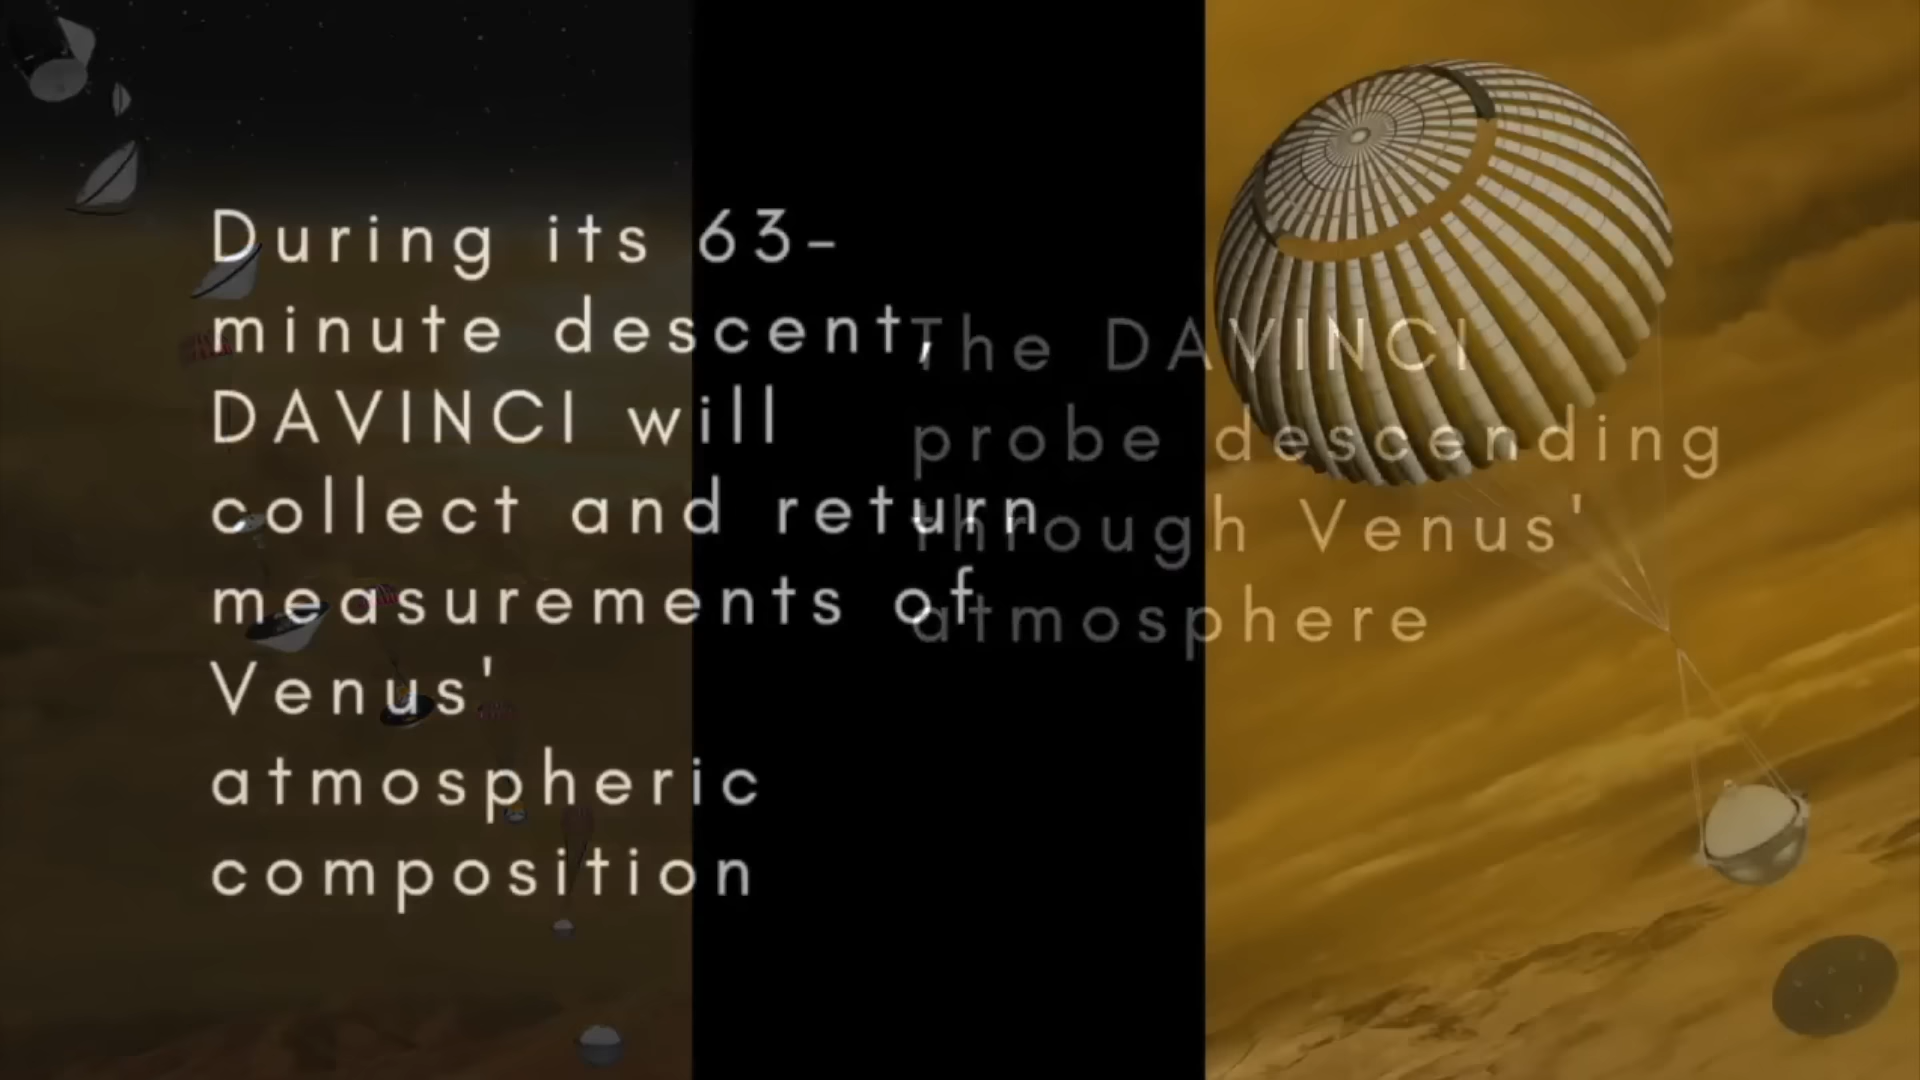 During its 63-
minute descent,
DAVINCI will
collect and return
measurements of
Venus'
atmospheric
composition
The DAVINCI
probe descending
through Venus'
atmosphere